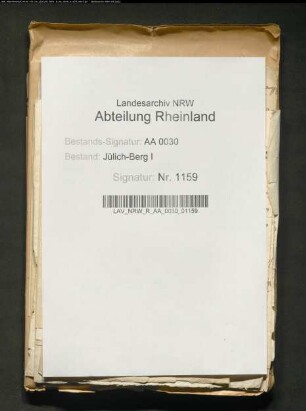 Landesarchiv NRW
Abteilung Rheinland
Bestands-Signatur: AA 0030
Bestand: Jülich-Berg I
Signatur: Nr. 1159
LAV_NRW_R_AA_0030_01159